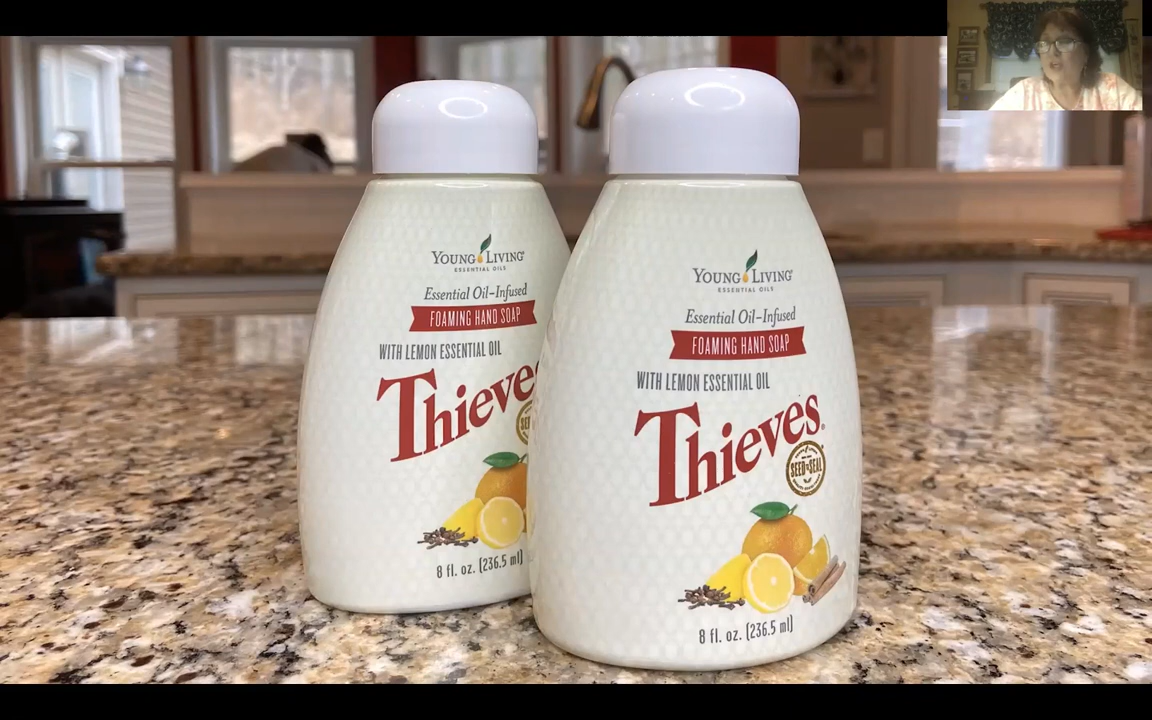 YOUNG LIVING
ESSENTIAL OILS
Essential Oil-Infused
FOAMING HAND SOAP
WITH LEMON ESSENTIAL OIL
Thieves
SEED
8 fl. oz. (236.5 ml)
YOUNG LIVING
ESSENTIAL OILS
Essential Oil-Infused
FOAMING HAND SOAP
WITH LEMON ESSENTIAL OIL
Thieves®
SEED TO SEAL
8 fl. oz. (236.5 ml)